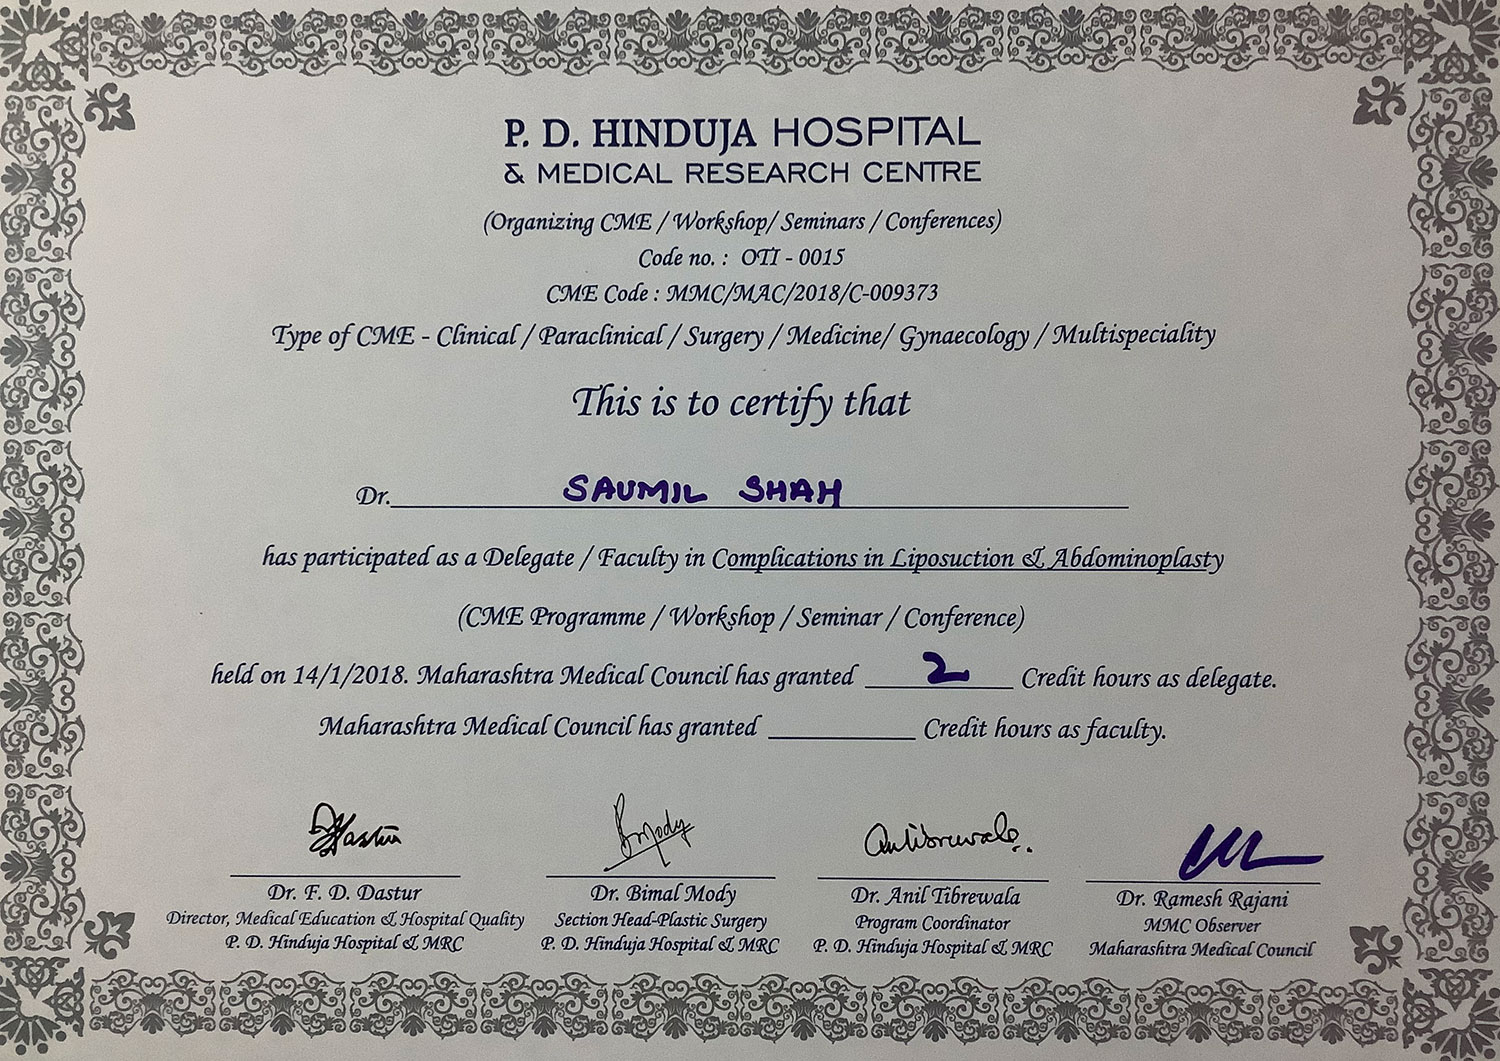 P. D. HINDUJA HOSPITAL
& MEDICAL RESEARCH CENTRE
(Organizing CME / Workshop/ Seminars / Conferences)
Code no. : OTI - 0015
CME Code : MMC/MAC/2018/C-009373
Type of CME - Clinical / Paraclinical / Surgery / Medicine/ Gynaecology / Multispeciality
This is to certify that
Dr. SAUMIL SHAH
has participated as a Delegate / Faculty in Complications in Liposuction & Abdominoplasty
(CME Programme / Workshop / Seminar / Conference)
held on 14/1/2018. Maharashtra Medical Council has granted 2 Credit hours as delegate.
Maharashtra Medical Council has granted Credit hours as faculty.
Dr. F. D. Dastur Dr. Bimal Mody Dr. Anil Tibrewala Dr. Ramesh Rajani
Director, Medical Education & Hospital Quality Section Head-Plastic Surgery Program Coordinator MMC Observer
P. D. Hinduja Hospital & MRC P. D. Hinduja Hospital & MRC P. D. Hinduja Hospital & MRC Maharashtra Medical Council